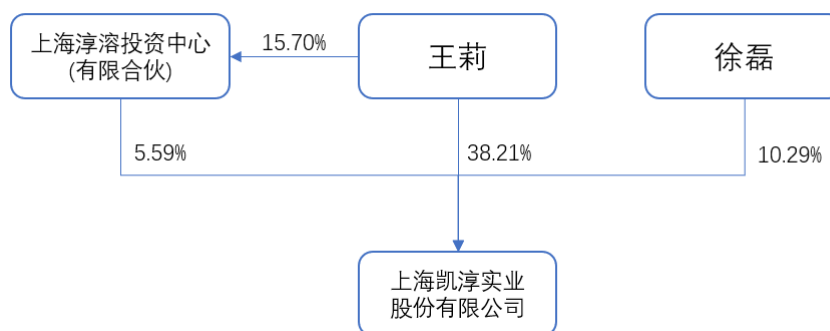 上海淳溶投资中心
(有限合伙)
15.70%
王莉
徐磊
5.59%
38.21%
10.29%
上海凯淳实业
股份有限公司